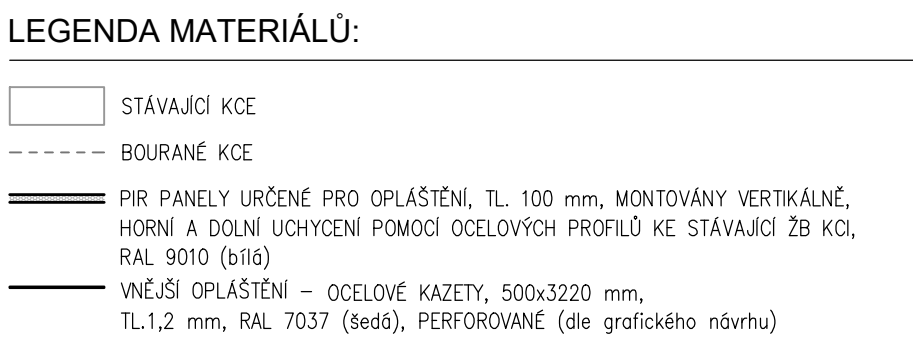 LEGENDA MATERIÁLŮ:
STÁVAJÍCÍ KCE
BOURANÉ KCE
PIR PANELY URČENÉ PRO OPLÁŠTĚNÍ, TL. 100 mm, MONTOVÁNY VERTIKÁLNĚ,
HORNÍ A DOLNÍ UCHYCENÍ POMOCÍ OCELOVÝCH PROFILŮ KE STÁVAJÍCÍ ŽB KCI,
RAL 9010 (bílá)
VNĚJŠÍ OPLÁŠTĚNÍ – OCELOVÉ KAZETY, 500x3220 mm,
TL.1,2 mm, RAL 7037 (šedá), PERFOROVANÉ (dle grafického návrhu)